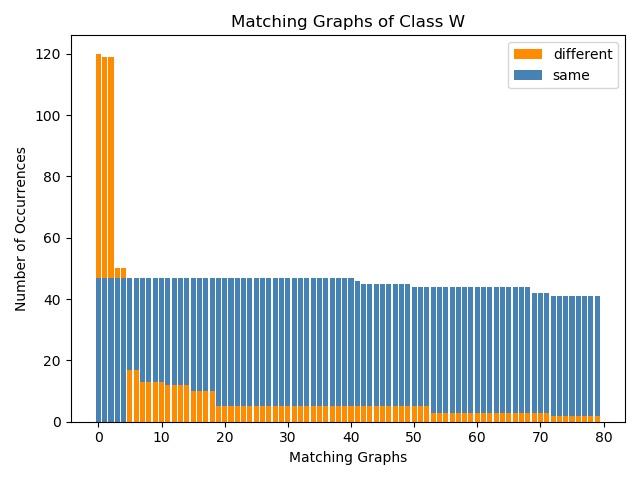 Matching Graphs of Class W
different
same
Number of Occurrences
120
100
80
60
40
20
0
0 10 20 30 40 50 60 70 80
Matching Graphs